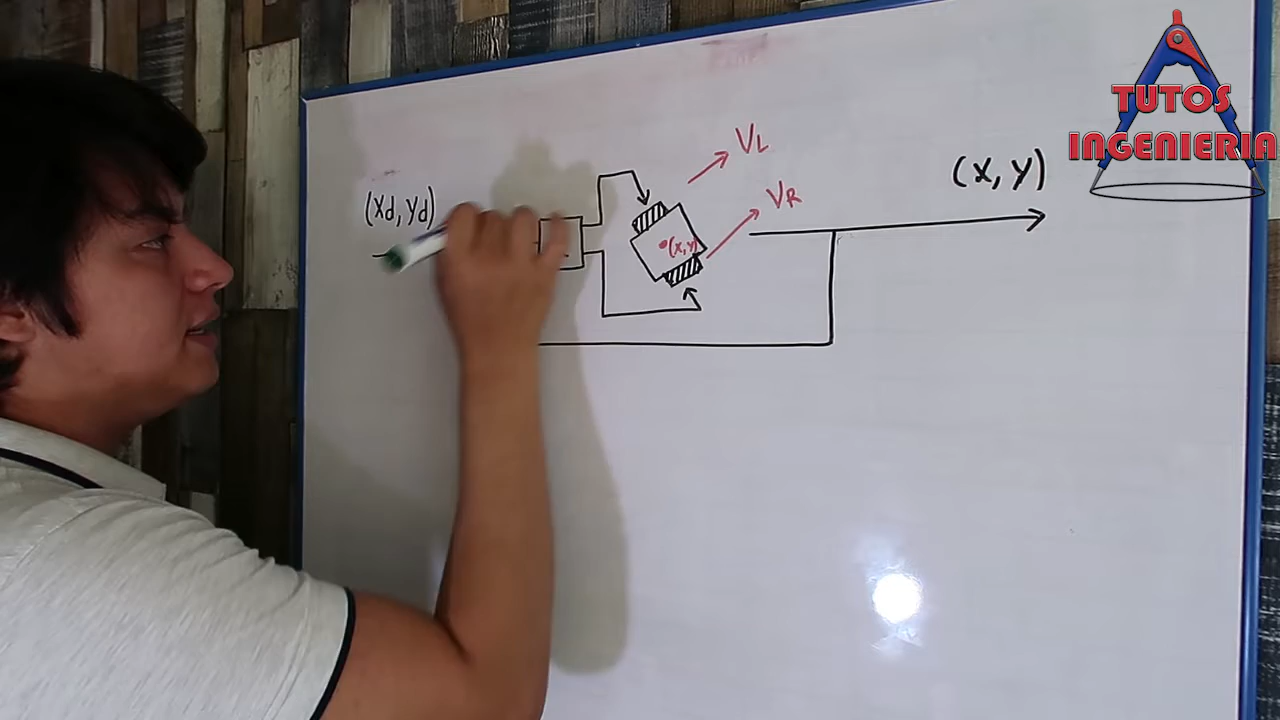 TUTOS
INGENIERIA
VL
(x, y)
(xd, yd)
VR
(x,y)